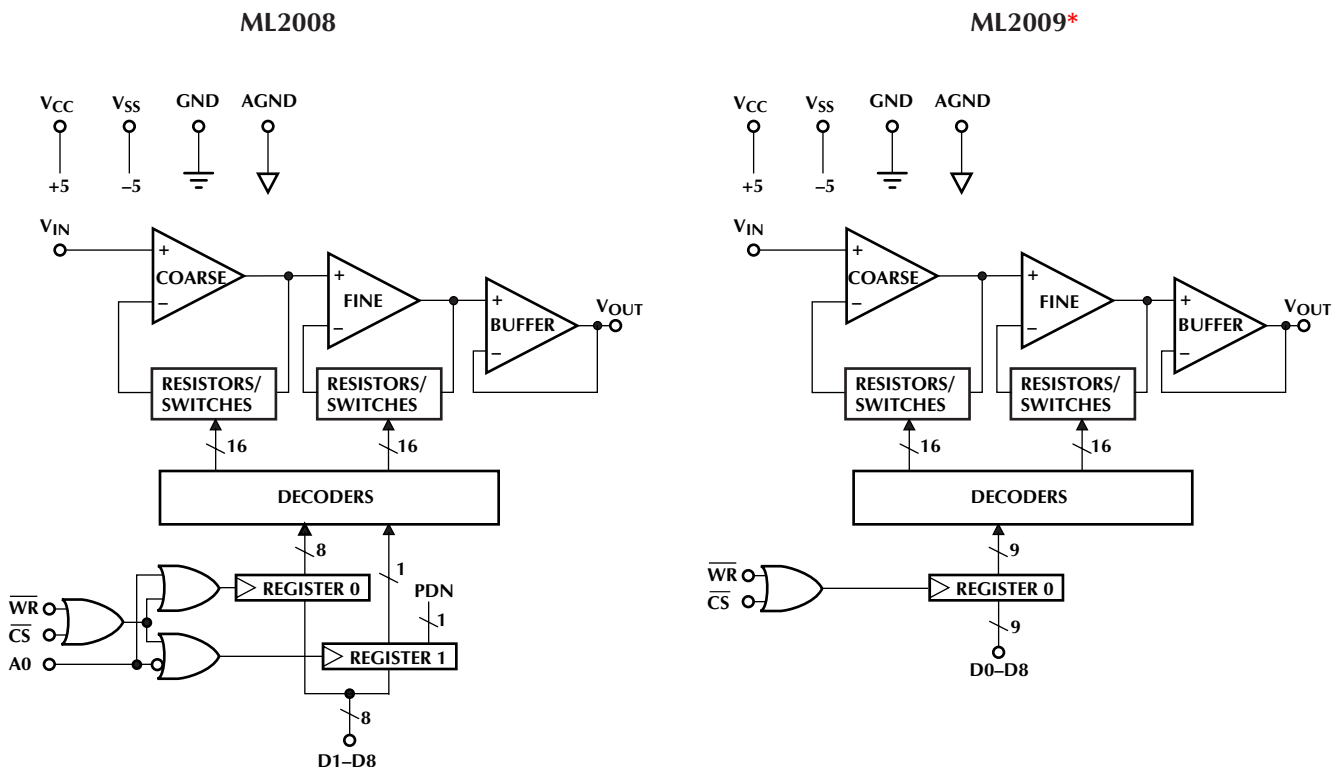 ML2008
VCC VSS GND AGND
+5 –5
VIN
+
COARSE
–
+
FINE
–
+
BUFFER
–
VOUT
RESISTORS/
SWITCHES
RESISTORS/
SWITCHES
16
16
DECODERS
8
1
WR
CS
A0
REGISTER 0
PDN
1
REGISTER 1
8
D1–D8
ML2009*
VCC VSS GND AGND
+5 –5
VIN
+
COARSE
–
+
FINE
–
+
BUFFER
–
VOUT
RESISTORS/
SWITCHES
RESISTORS/
SWITCHES
16
16
DECODERS
9
WR
CS
REGISTER 0
9
D0–D8